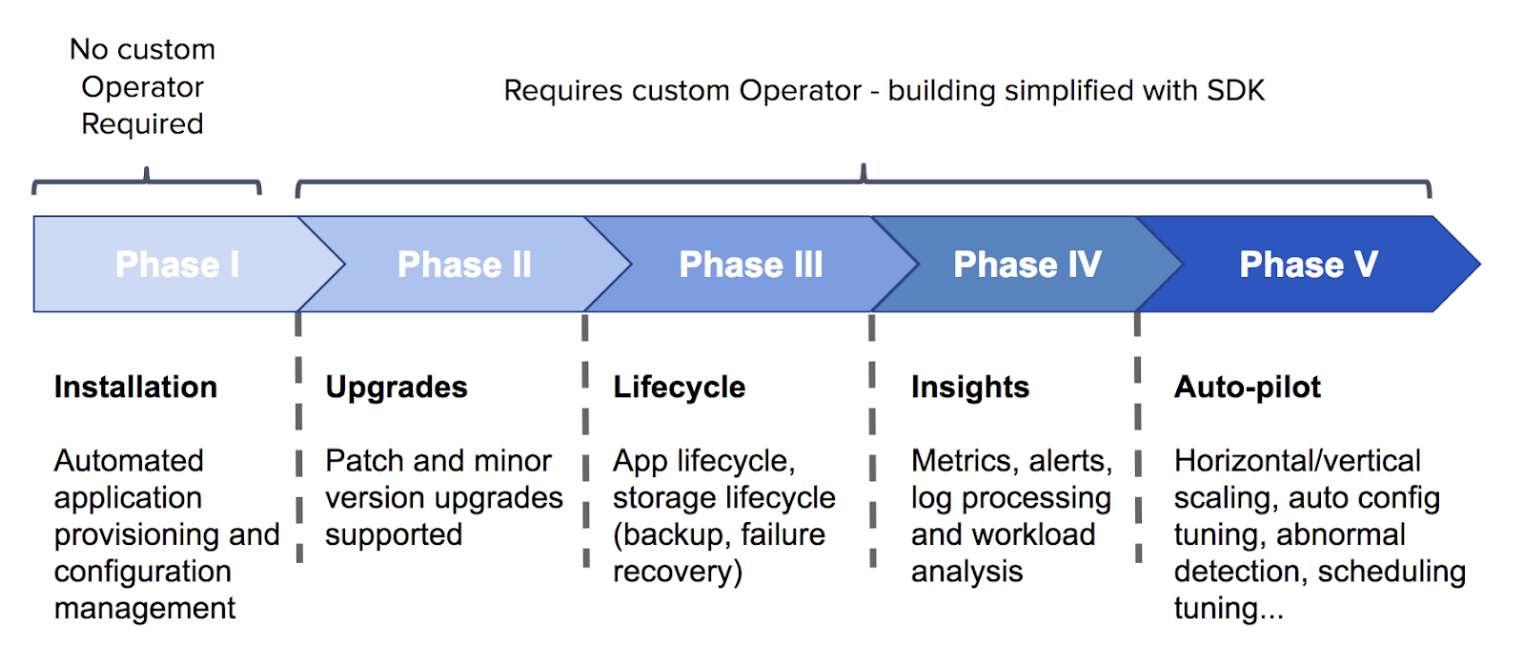 No custom
Operator
Required
Requires custom Operator - building simplified with SDK
Phase I
Phase II
Phase III
Phase IV
Phase V
Installation
Automated
application
provisioning and
configuration
management
Upgrades
Patch and minor
version upgrades
supported
Lifecycle
App lifecycle,
storage lifecycle
(backup, failure
recovery)
Insights
Metrics, alerts,
log processing
and workload
analysis
Auto-pilot
Horizontal/vertical
scaling, auto config
tuning, abnormal
detection, scheduling
tuning...